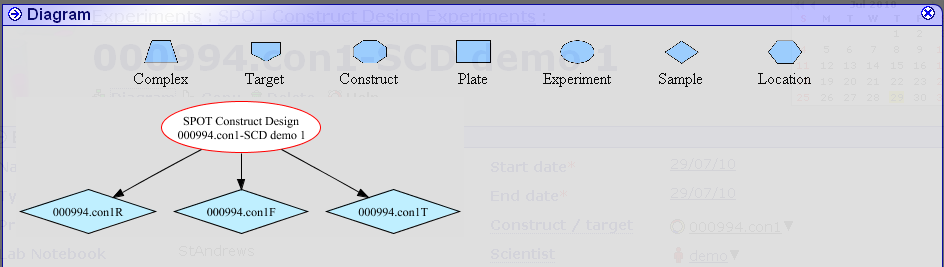 Diagram
Experiments : SPOT Construct Design Experiments :
000994.con1-SCD demo 1
Complex
Target
Construct
Plate
Experiment
Sample
Location
SPOT Construct Design
000994.con1-SCD demo 1
000994.con1R
000994.con1F
000994.con1T
Start date*
29/07/10
End date*
29/07/10
Construct / target
000994.con1
Lab Notebook
StAndrews
Scientist
demo